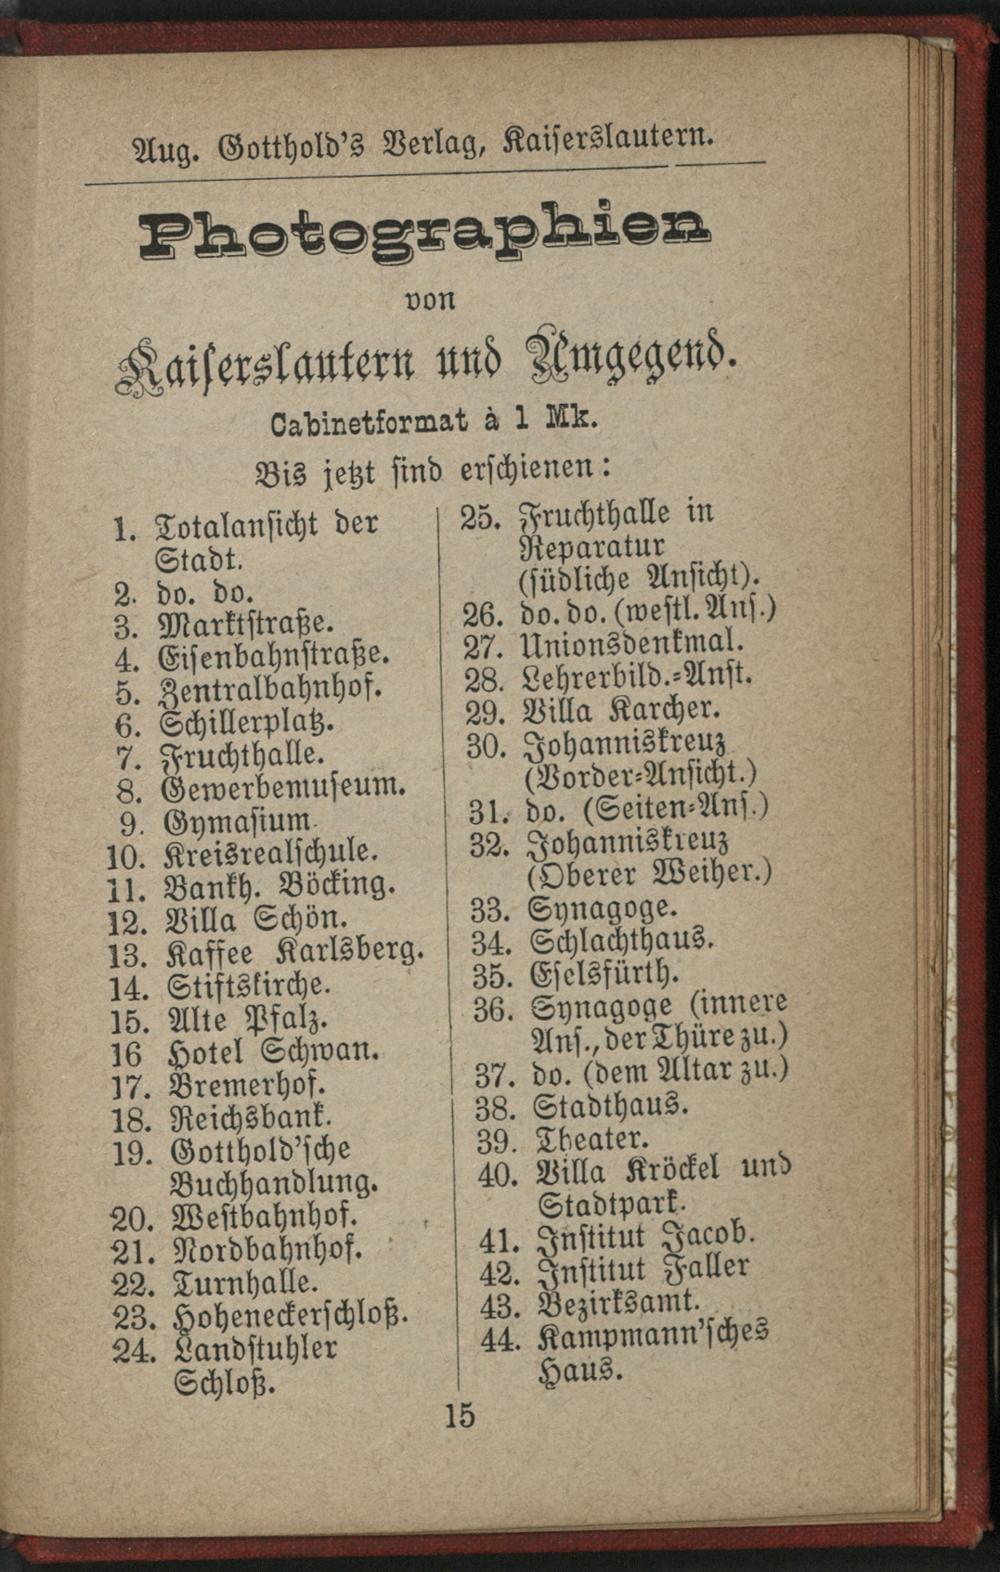 Aug. Gotthold's Verlag, Kaiserslautern.
Photographien
von
Kaiserslautern und Umgegend.
Cabinetformat à 1 Mk.
Bis jetzt sind erschienen:
1. Totalansicht der
Stadt.
2. do. do.
3. Marktstraße.
4. Eisenbahnstraße.
5. Zentralbahnhof.
6. Schillerplatz.
7. Fruchthalle.
8. Gewerbemuseum.
9. Gymasium
10. Kreisrealschule.
11. Bankh. Böcking.
12. Villa Schön.
13. Kaffee Karlsberg.
14. Stiftskirche.
15. Alte Pfalz.
16 Hotel Schwan.
17. Bremerhof.
18. Reichsbank.
19. Gotthold'sche
Buchhandlung.
20. Westbahnhof.
21. Nordbahnhof.
22. Turnhalle.
23. Hoheneckerschloß.
24. Landstuhler
Schloß.
25. Fruchthalle in
Reparatur
(südliche Ansicht).
26. do. do. (westl. Ans.)
27. Unionsdenkmal.
28. Lehrerbild.-Anst.
29. Villa Karcher.
30. Johanniskreuz
(Vorder-Ansicht.)
31. do. (Seiten-Ans.)
32. Johanniskreuz
(Oberer Weiher.)
33. Synagoge.
34. Schlachthaus.
35. Eselsfürth.
36. Synagoge (innere
Ans., der Thüre zu.)
37. do. (dem Altar zu.)
38. Stadthaus.
39. Theater.
40. Villa Kröckel und
Stadtpark.
41. Institut Jacob.
42. Institut Faller
43. Bezirksamt.
44. Kampmann'sches
Haus.
15